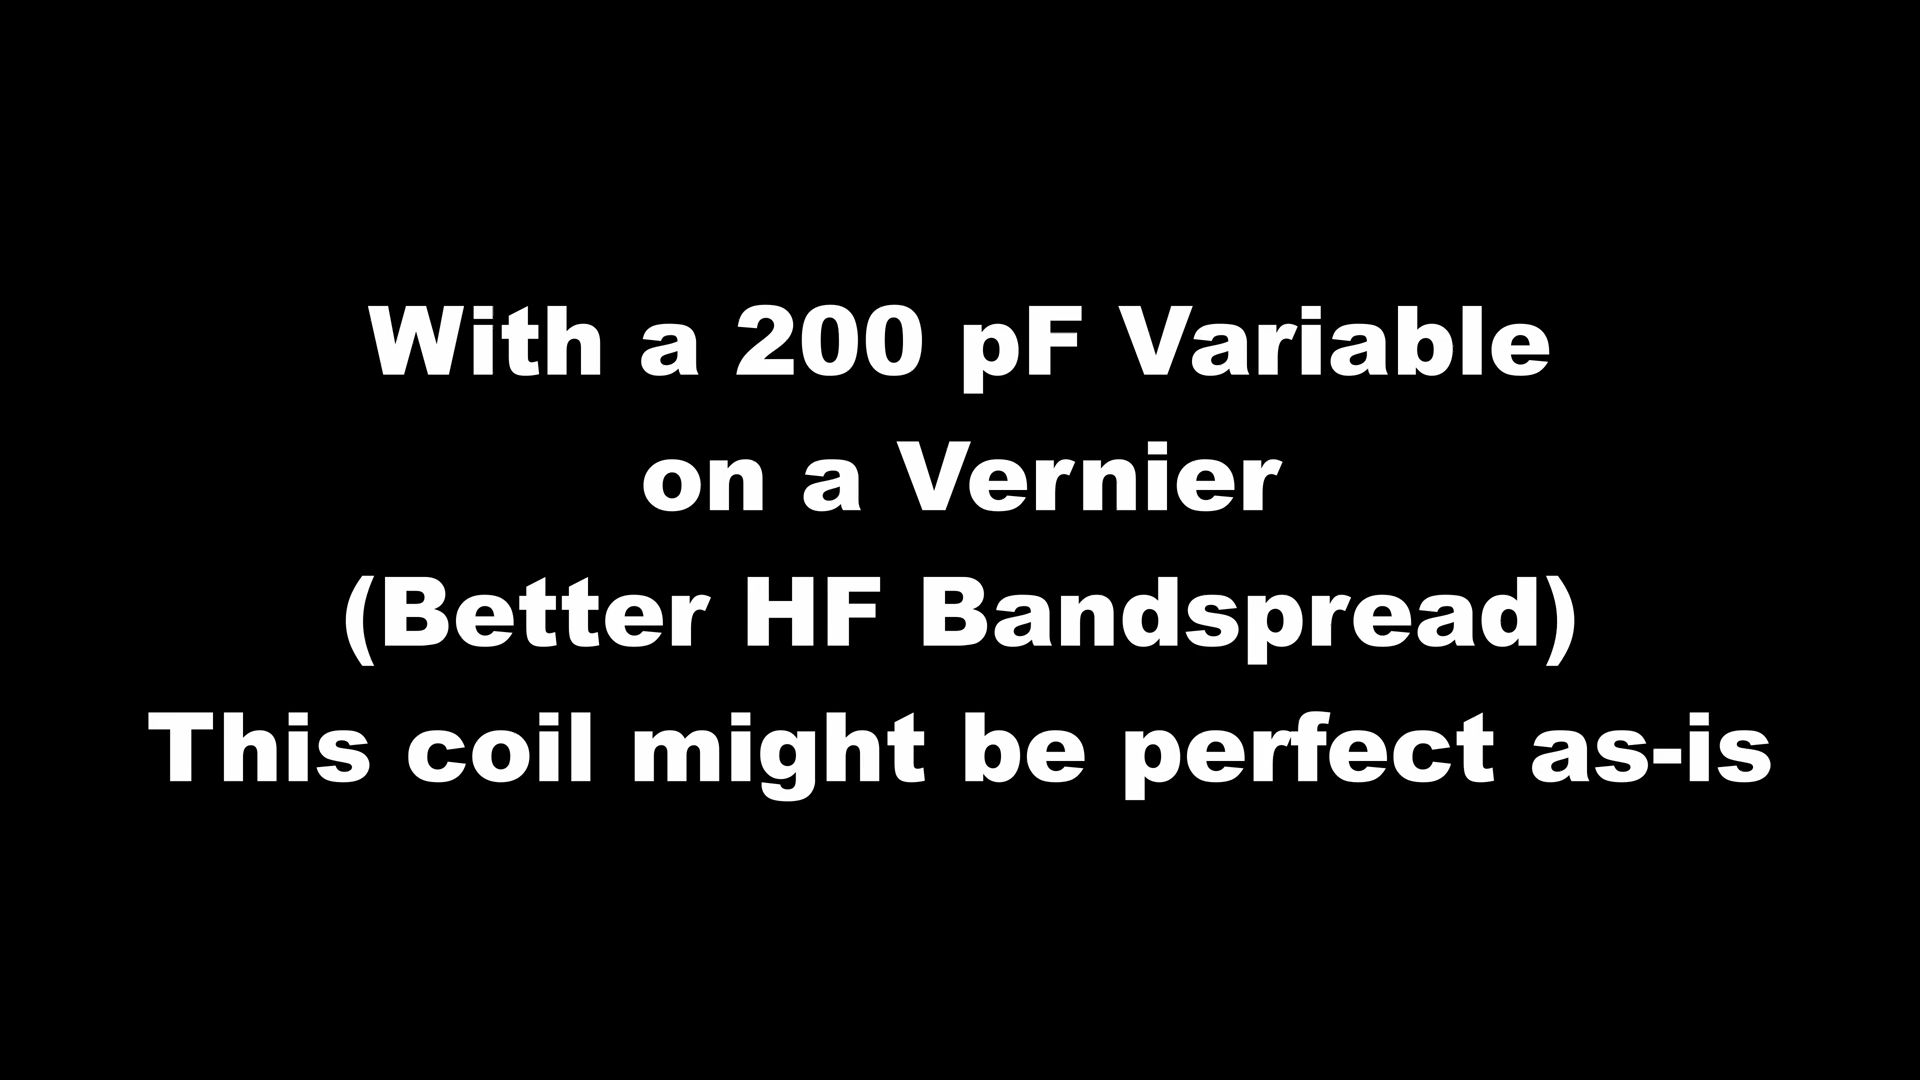 With a 200 pF Variable
on a Vernier
(Better HF Bandspread)
This coil might be perfect as-is